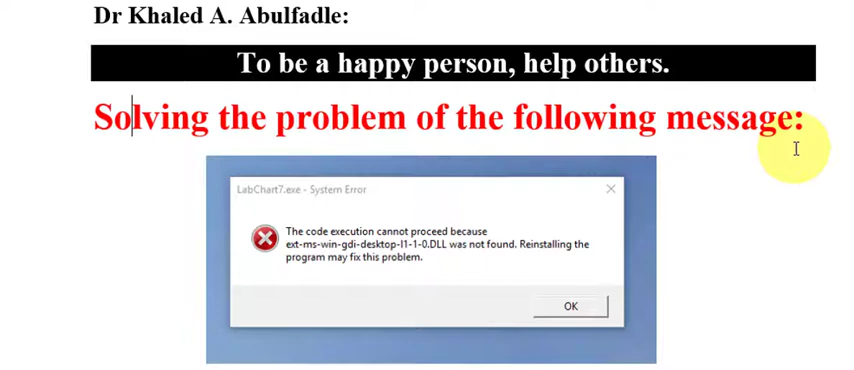 Dr Khaled A. Abulfadle:
To be a happy person, help others.
Solving the problem of the following message:
LabChart7.exe - System Error
The code execution cannot proceed because
ext-ms-win-gdi-desktop-l1-1-0.DLL was not found. Reinstalling the
program may fix this problem.
OK